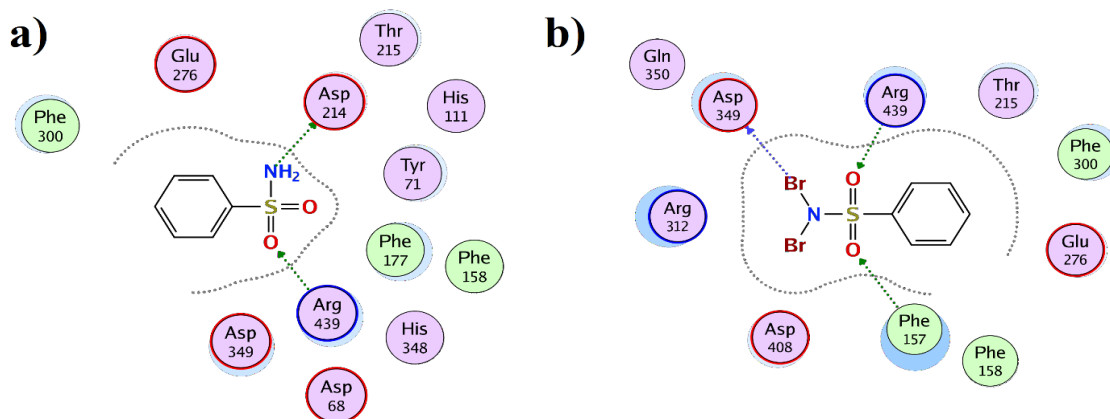 a)
Thr
215
Glu
276
Asp
214
His
111
Phe
300
NH2
Tyr
71
S
O
O
Phe
177
Phe
158
Arg
439
Asp
349
His
348
Asp
68
b)
Gln
350
Asp
349
Arg
439
Thr
215
Phe
300
Br
O
Arg
312
N
S
Br
O
Glu
276
Asp
408
Phe
157
Phe
158